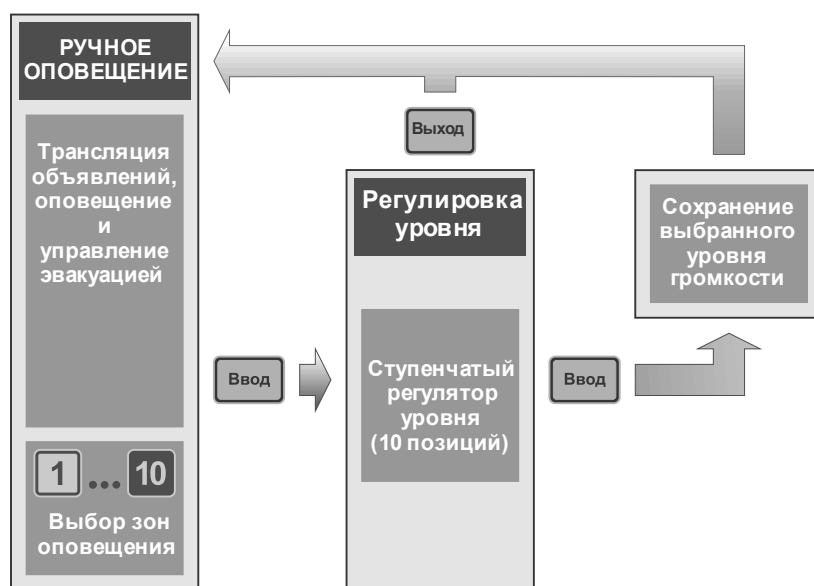 РУЧНОЕ
ОПОВЕЩЕНИЕ
Трансляция
объявлений,
оповещение
и
управление
эвакуацией
1 ... 10
Выбор зон
оповещения
Ввод
Выход
Регулировка
уровня
Ступенчатый
регулятор
уровня
(10 позиций)
Ввод
Сохранение
выбранного
уровня
громкости